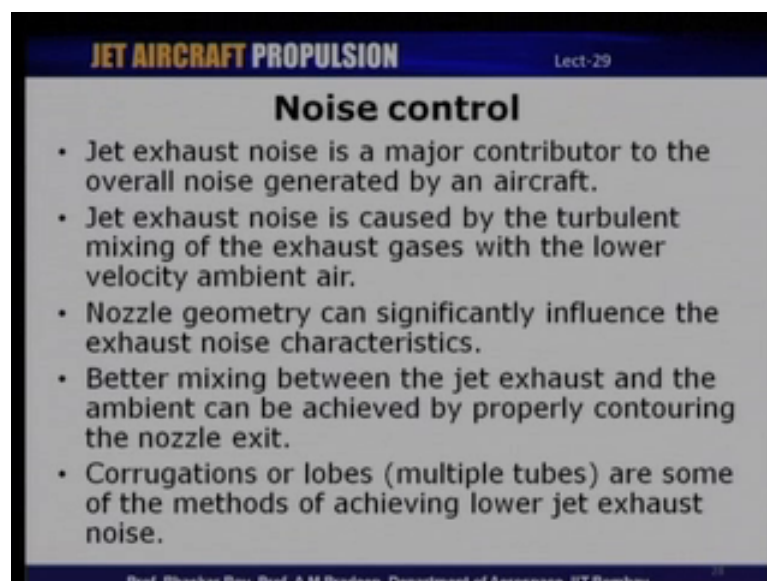 JET AIRCRAFT PROPULSION Lect-29
Noise control
• Jet exhaust noise is a major contributor to the
overall noise generated by an aircraft.
• Jet exhaust noise is caused by the turbulent
mixing of the exhaust gases with the lower
velocity ambient air.
• Nozzle geometry can significantly influence the
exhaust noise characteristics.
• Better mixing between the jet exhaust and the
ambient can be achieved by properly contouring
the nozzle exit.
• Corrugations or lobes (multiple tubes) are some
of the methods of achieving lower jet exhaust
noise.